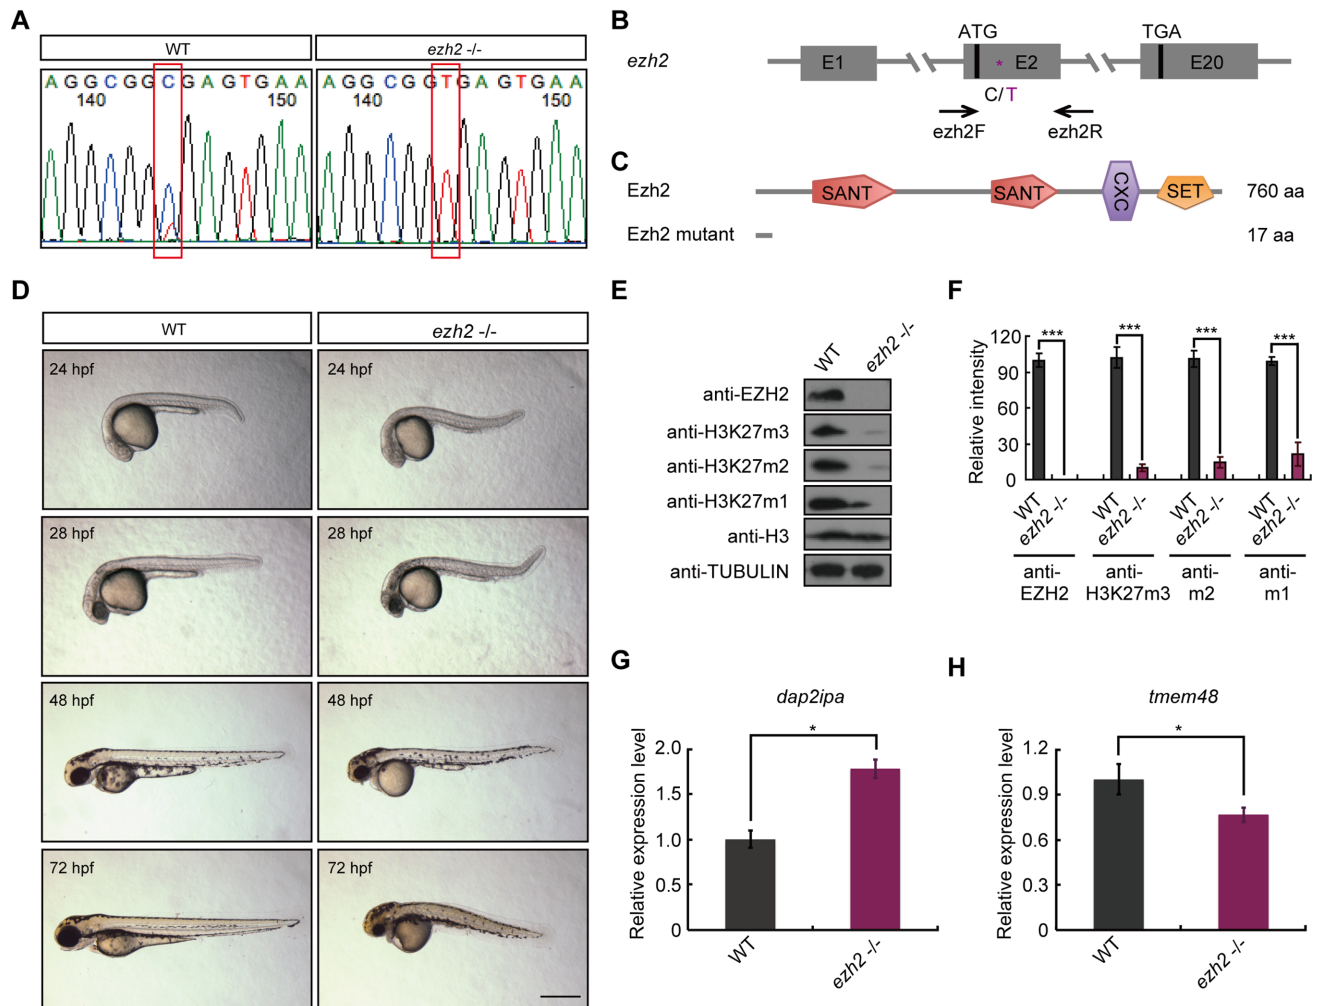 A
WT
ezh2 -/-
A G G C G G C G A G T G A A
140
150
A G G C G G T G A G T G A A
140
150
B
ezh2
ATG
TGA
E1
* E2
E20
C/T
ezh2F
ezh2R
C
Ezh2
SANT
SANT
CXC
SET
760 aa
Ezh2 mutant
17 aa
D
WT
ezh2 -/-
24 hpf
24 hpf
28 hpf
28 hpf
48 hpf
48 hpf
72 hpf
72 hpf
E
WT
ezh2 -/-
anti-EZH2
anti-H3K27m3
anti-H3K27m2
anti-H3K27m1
anti-H3
anti-TUBULIN
F
Relative intensity
120
90
60
30
0
***
***
***
***
WT
ezh2 -/-
WT
ezh2 -/-
WT
ezh2 -/-
WT
ezh2 -/-
anti-
EZH2
anti-
H3K27m3
anti-
m2
anti-
m1
G
dap2ipa
Relative expression level
2.0
1.5
1.0
0.5
0
*
WT
ezh2 -/-
H
tmem48
Relative expression level
1.2
0.9
0.6
0.3
0
*
WT
ezh2 -/-